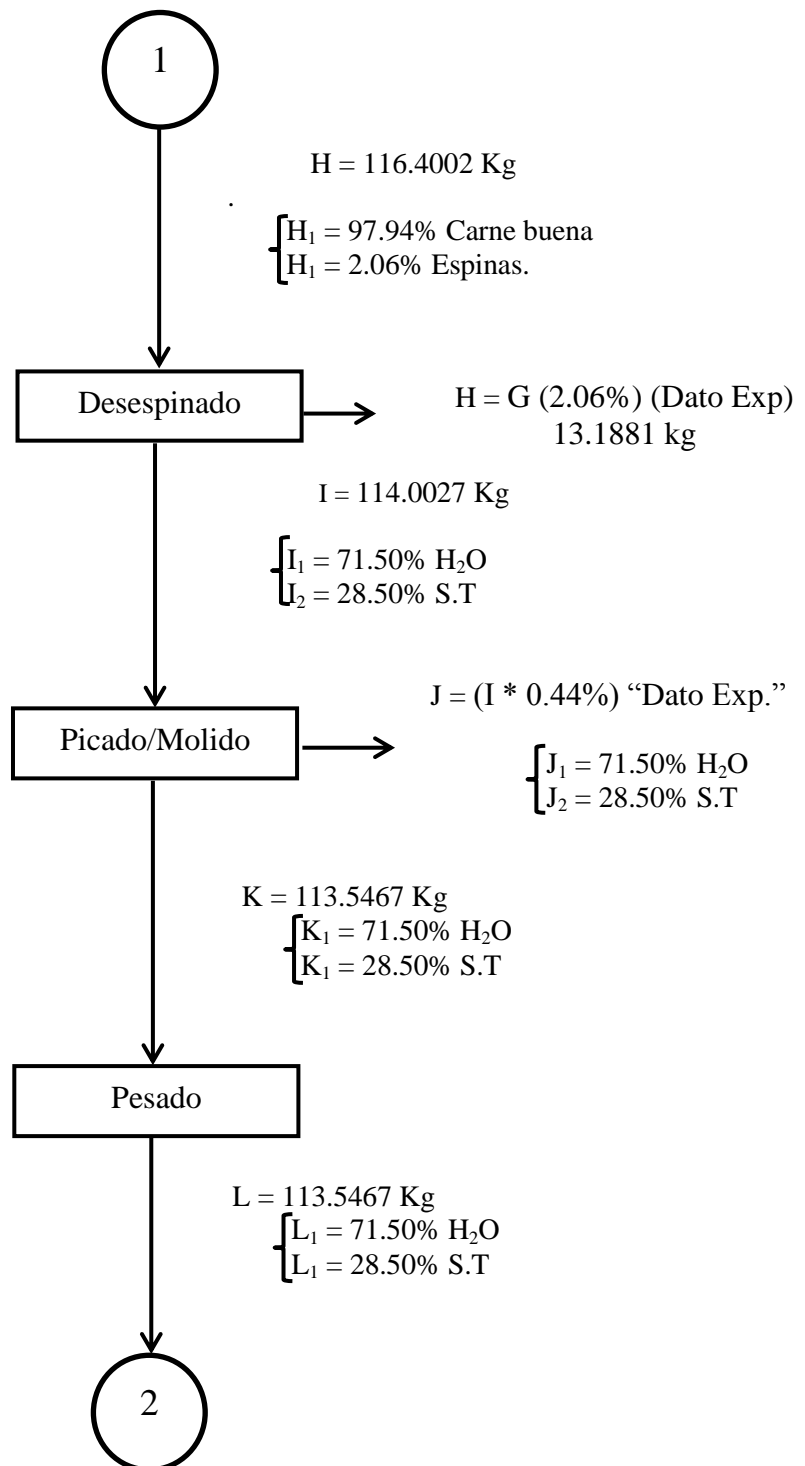 1
H = 116.4002 Kg
.
H₁ = 97.94% Carne buena
H₁ = 2.06% Espinas.
Desespinado
H = G (2.06%) (Dato Exp)
13.1881 kg
I = 114.0027 Kg
I₁ = 71.50% H₂O
I₂ = 28.50% S.T
Picado/Molido
J = (I * 0.44%) “Dato Exp.”
J₁ = 71.50% H₂O
J₂ = 28.50% S.T
K = 113.5467 Kg
K₁ = 71.50% H₂O
K₁ = 28.50% S.T
Pesado
L = 113.5467 Kg
L₁ = 71.50% H₂O
L₁ = 28.50% S.T
2